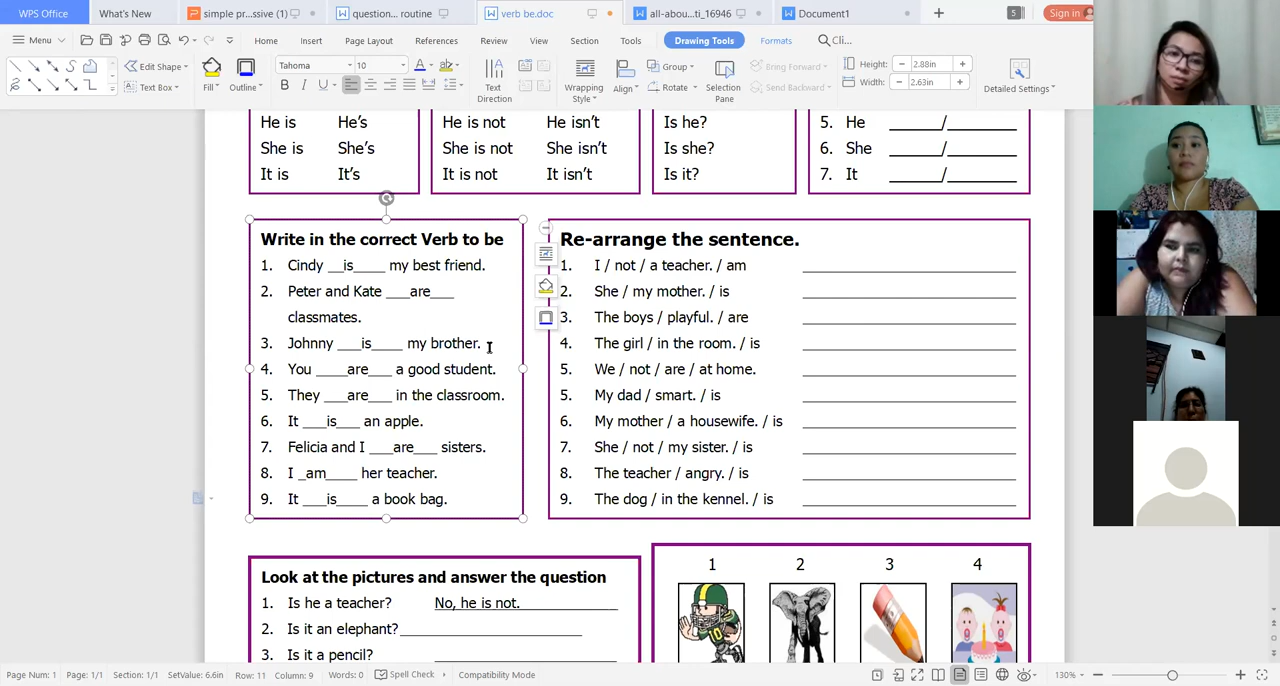 WPS Office What's New simple pr...ssive (1) question... routine verb be.doc all-abou...ti_16946 Document1 5 Sign in
Menu Home Insert Page Layout References Review View Section Tools Drawing Tools Formats Cli...
Edit Shape Fill Outline Tahoma 10 Group Bring Forward Height: 2.88in
Text Box B I U Text Direction Wrapping Style Align Rotate Selection Pane Send Backward Width: 2.63in Detailed Settings
He is He's He is not He isn't Is he? 5. He _____/________
She is She's She is not She isn't Is she? 6. She _____/________
It is It's It is not It isn't Is it? 7. It _____/________
Write in the correct Verb to be
1. Cindy __is____ my best friend.
2. Peter and Kate ___are___
classmates.
3. Johnny ___is____ my brother.
4. You ____are___ a good student.
5. They ___are___ in the classroom.
6. It ___is____ an apple.
7. Felicia and I ___are___ sisters.
8. I _am____ her teacher.
9. It ___is____ a book bag.
Re-arrange the sentence.
1. I / not / a teacher. / am
2. She / my mother. / is
3. The boys / playful. / are
4. The girl / in the room. / is
5. We / not / are / at home.
5. My dad / smart. / is
6. My mother / a housewife. / is
7. She / not / my sister. / is
8. The teacher / angry. / is
9. The dog / in the kennel. / is
Look at the pictures and answer the question
1. Is he a teacher? No, he is not.
2. Is it an elephant?
3. Is it a pencil?
1 2 3 4
10
Page Num: 1 Page: 1/1 Section: 1/1 SetValue: 6.6in Row: 11 Words: 0 Spell Check Compatibility Mode 130%